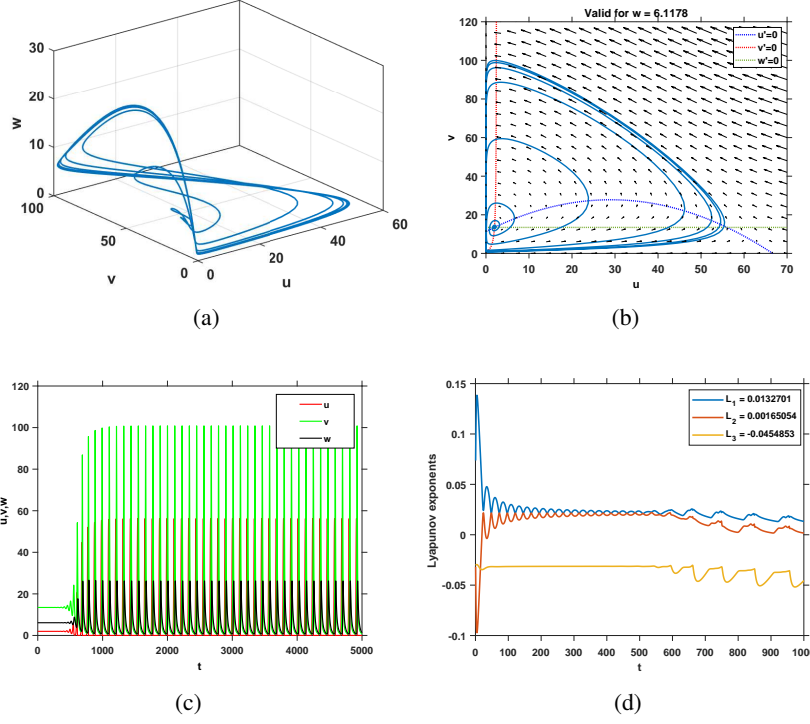 30
20
10
0
100
50
0
0
20
40
60
w
v
u
(a)
Valid for w = 6.1178
120
100
80
60
40
20
0
v
0 10 20 30 40 50 60 70
u
u'=0
v'=0
w'=0
(b)
120
100
80
60
40
20
0
u,v,w
0 1000 2000 3000 4000 5000
t
u
v
w
(c)
0.15
0.1
0.05
0
-0.05
-0.1
Lyapunov exponents
0 100 200 300 400 500 600 700 800 900 1000
t
L1 = 0.0132701
L2 = 0.00165054
L3 = -0.0454853
(d)